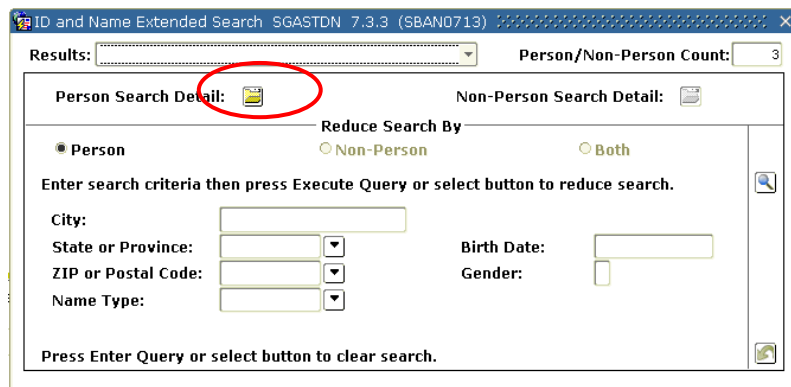 ID and Name Extended Search SGASTDN 7.3.3 (SBAN0713)
Results: Person/Non-Person Count: 3
Person Search Detail: Non-Person Search Detail:
Reduce Search By
Person Non-Person Both
Enter search criteria then press Execute Query or select button to reduce search.
City:
State or Province: Birth Date:
ZIP or Postal Code: Gender:
Name Type:
Press Enter Query or select button to clear search.